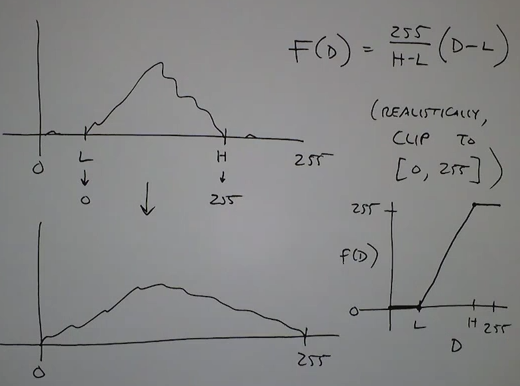 F(D) = 255/(H-L) (D-L)
(REALISTICALLY,
CLIP TO
[0, 255])
0 L H 255
↓ ↓ ↓
0 255
255
F(D)
0
L H 255
D
0 255